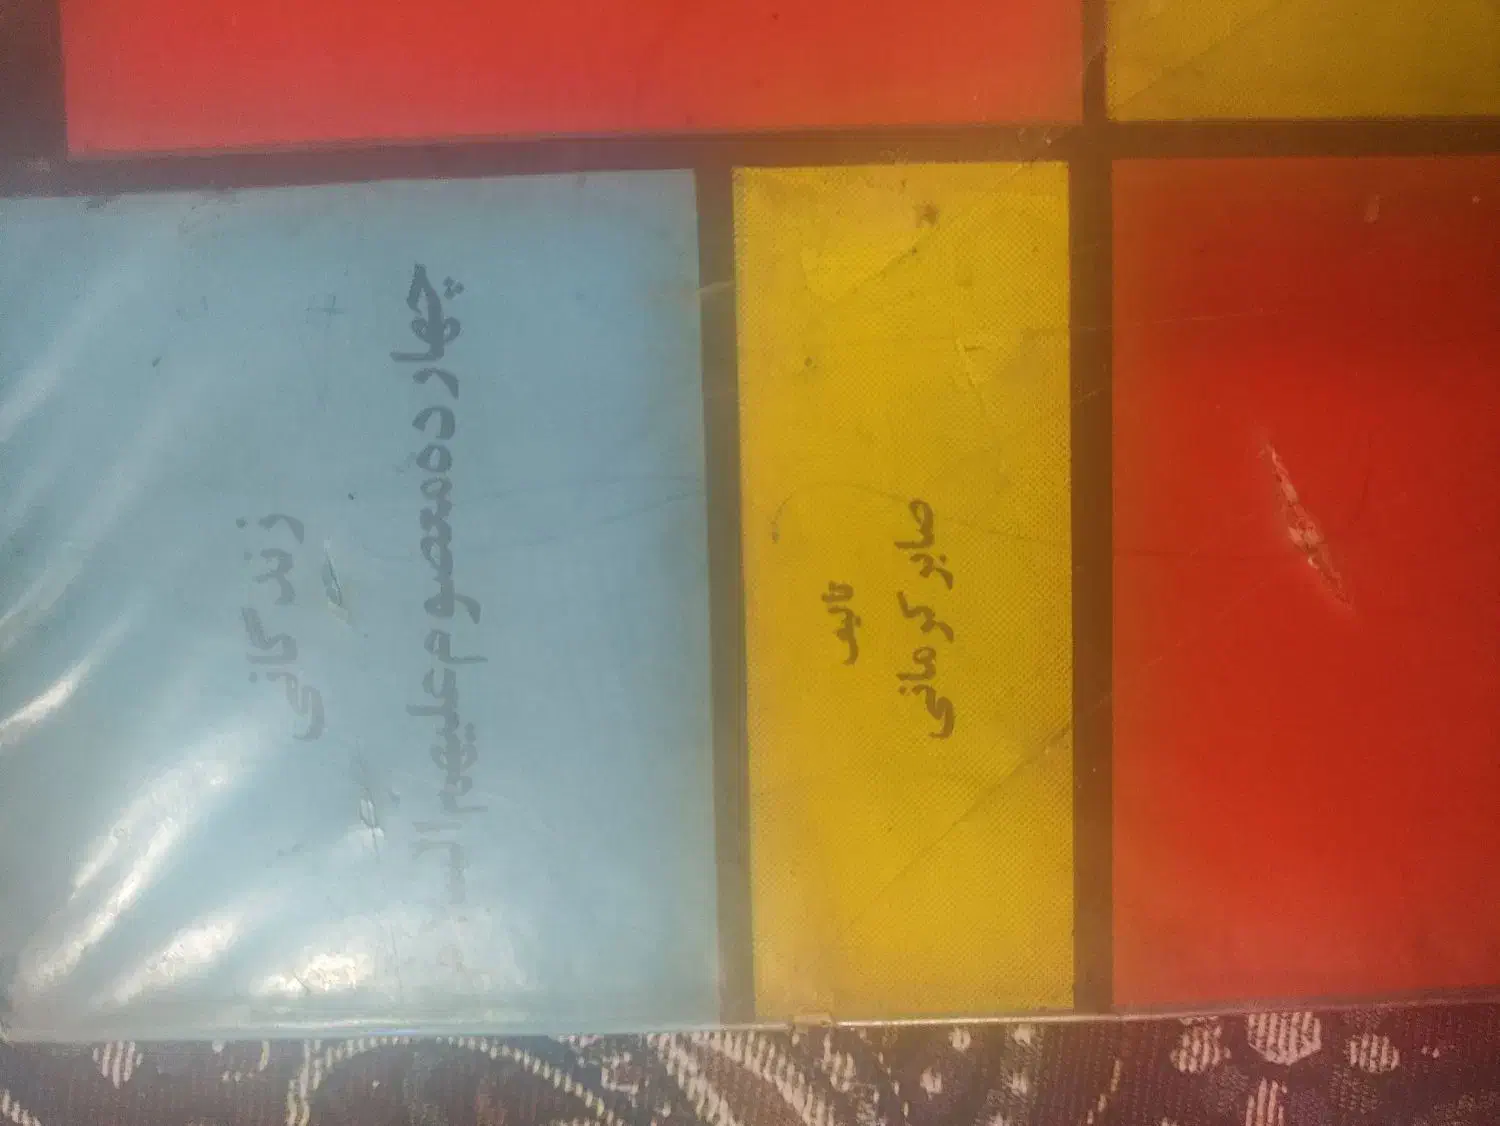 زندگانی
چهارده معصوم علیهم السلام
تألیف
صابر کرمانی